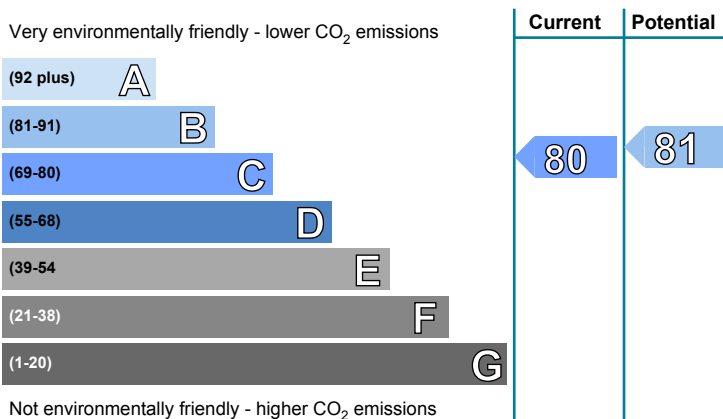 Very environmentally friendly - lower CO2 emissions
Current
Potential
(92 plus) A
(81-91) B
(69-80) C
(55-68) D
(39-54 E
(21-38) F
(1-20) G
80
81
Not environmentally friendly - higher CO2 emissions